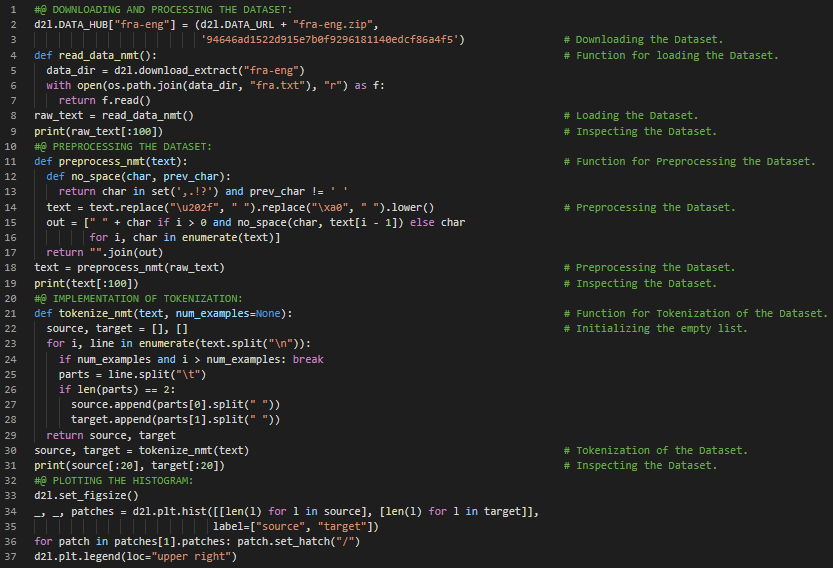 1 #@ DOWNLOADING AND PROCESSING THE DATASET:
2 d2l.DATA_HUB["fra-eng"] = (d2l.DATA_URL + "fra-eng.zip",
3 '94646ad1522d915e7b0f9296181140edcf86a4f5') # Downloading the Dataset.
4 def read_data_nmt(): # Function for loading the Dataset.
5 data_dir = d2l.download_extract("fra-eng")
6 with open(os.path.join(data_dir, "fra.txt"), "r") as f:
7 return f.read()
8 raw_text = read_data_nmt() # Loading the Dataset.
9 print(raw_text[:100]) # Inspecting the Dataset.
10 #@ PREPROCESSING THE DATASET:
11 def preprocess_nmt(text): # Function for Preprocessing the Dataset.
12 def no_space(char, prev_char):
13 return char in set(',.!?') and prev_char != ' '
14 text = text.replace("\u202f", " ").replace("\xa0", " ").lower() # Preprocessing the Dataset.
15 out = [" " + char if i > 0 and no_space(char, text[i - 1]) else char
16 for i, char in enumerate(text)]
17 return "".join(out)
18 text = preprocess_nmt(raw_text) # Preprocessing the Dataset.
19 print(text[:100]) # Inspecting the Dataset.
20 #@ IMPLEMENTATION OF TOKENIZATION:
21 def tokenize_nmt(text, num_examples=None): # Function for Tokenization of the Dataset.
22 source, target = [], [] # Initializing the empty list.
23 for i, line in enumerate(text.split("\n")):
24 if num_examples and i > num_examples: break
25 parts = line.split("\t")
26 if len(parts) == 2:
27 source.append(parts[0].split(" "))
28 target.append(parts[1].split(" "))
29 return source, target
30 source, target = tokenize_nmt(text) # Tokenization of the Dataset.
31 print(source[:20], target[:20]) # Inspecting the Dataset.
32 #@ PLOTTING THE HISTOGRAM:
33 d2l.set_figsize()
34 _, _, patches = d2l.plt.hist([[len(l) for l in source], [len(l) for l in target]],
35 label=["source", "target"])
36 for patch in patches[1].patches: patch.set_hatch("/")
37 d2l.plt.legend(loc="upper right")